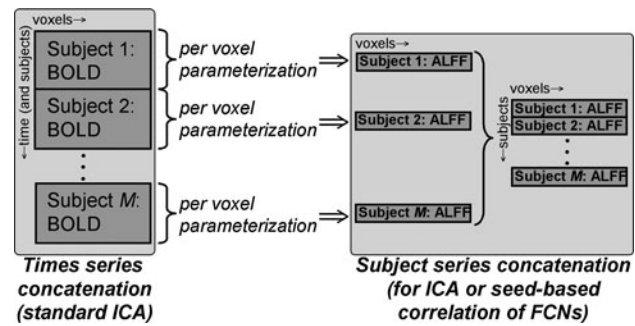 voxels→
←time (and subjects)
Subject 1:
BOLD
Subject 2:
BOLD
Subject M:
BOLD
per voxel
parameterization
per voxel
parameterization
per voxel
parameterization
voxels→
Subject 1: ALFF
Subject 2: ALFF
Subject M: ALFF
voxels→
←subjects
Subject 1: ALFF
Subject 2: ALFF
Subject M: ALFF
Times series
concatenation
(standard ICA)
Subject series concatenation
(for ICA or seed-based
correlation of FCNs)